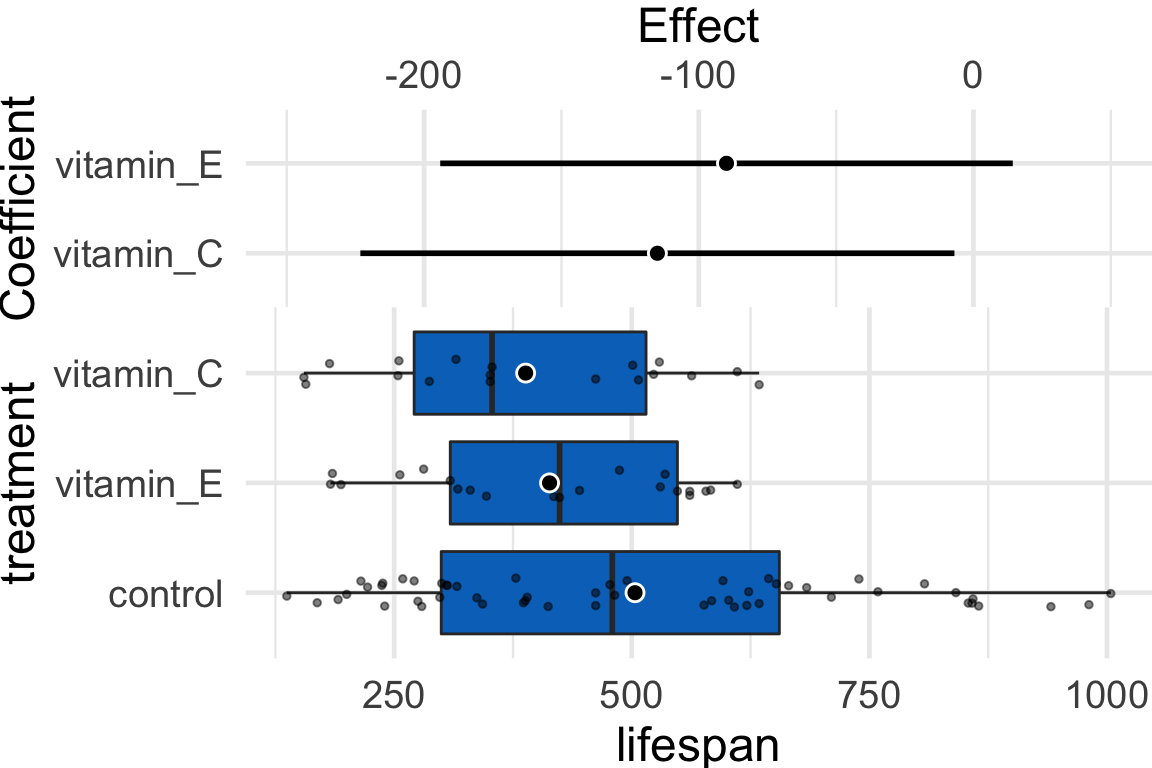 Effect
-200 -100 0
Coefficient
vitamin_E
vitamin_C
treatment
vitamin_C
vitamin_E
control
250 500 750 1000
lifespan